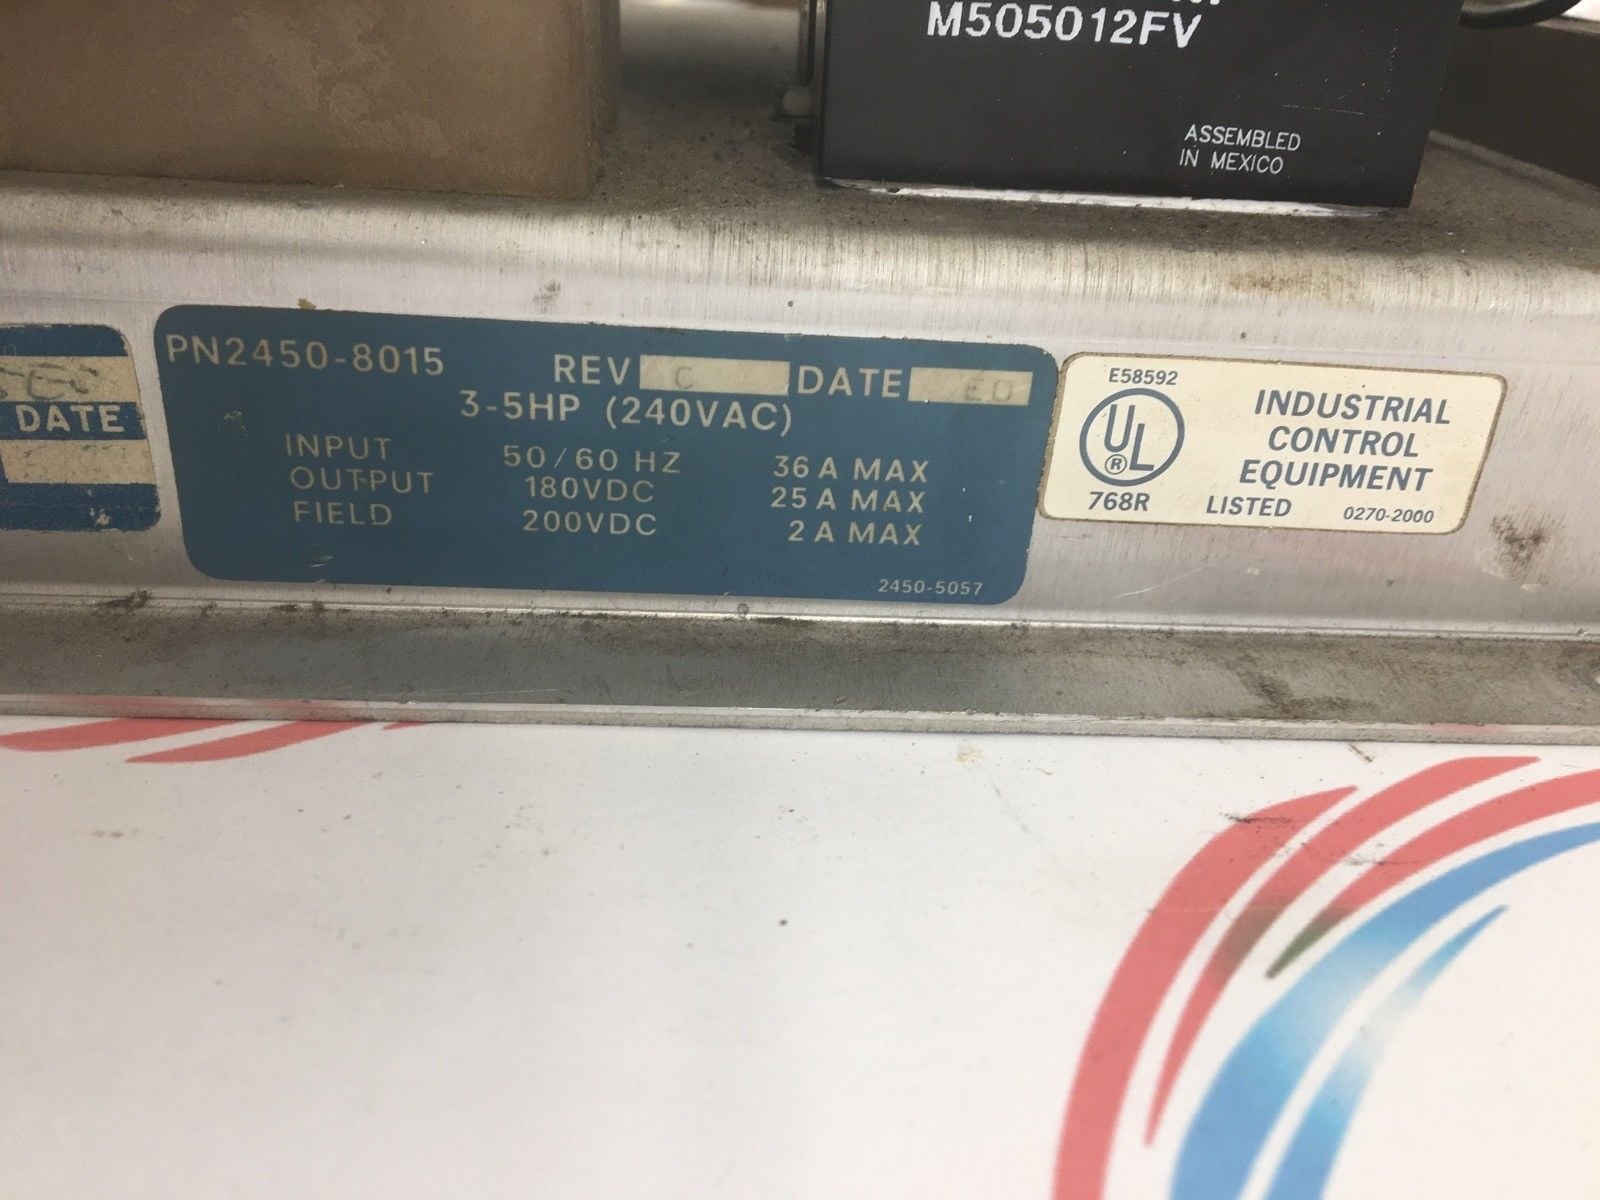 M505012FV
ASSEMBLED
IN MEXICO
DATE
PN2450-8015
REV C DATE EO
3-5HP (240VAC)
INPUT 50/60 HZ 36 A MAX
OUTPUT 180VDC 25 A MAX
FIELD 200VDC 2 A MAX
2450-5057
E58592
UL
®
768R
INDUSTRIAL
CONTROL
EQUIPMENT
LISTED 0270-2000